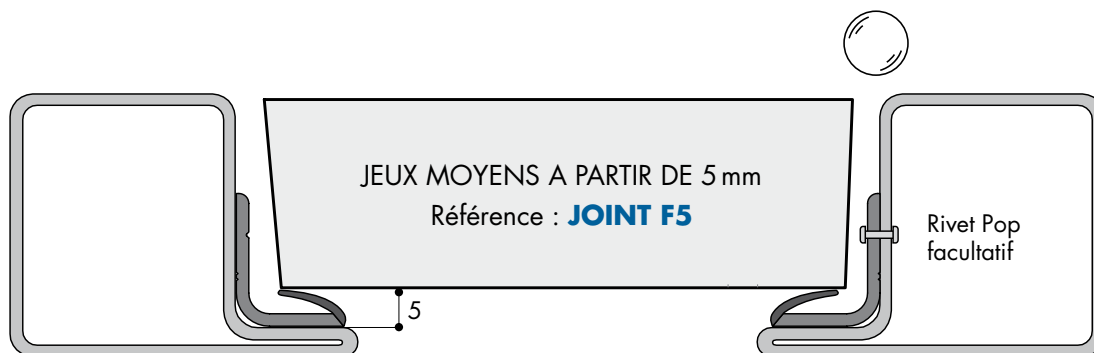 JEUX MOYENS A PARTIR DE 5 mm
Référence : JOINT F5
Rivet Pop
facultatif
5